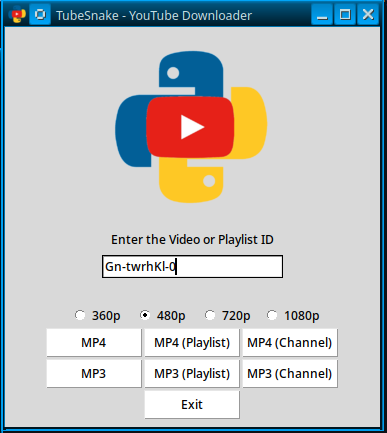 TubeSnake - YouTube Downloader
Enter the Video or Playlist ID
Gn-twrhKl-0
360p 480p 720p 1080p
MP4 MP4 (Playlist) MP4 (Channel)
MP3 MP3 (Playlist) MP3 (Channel)
Exit